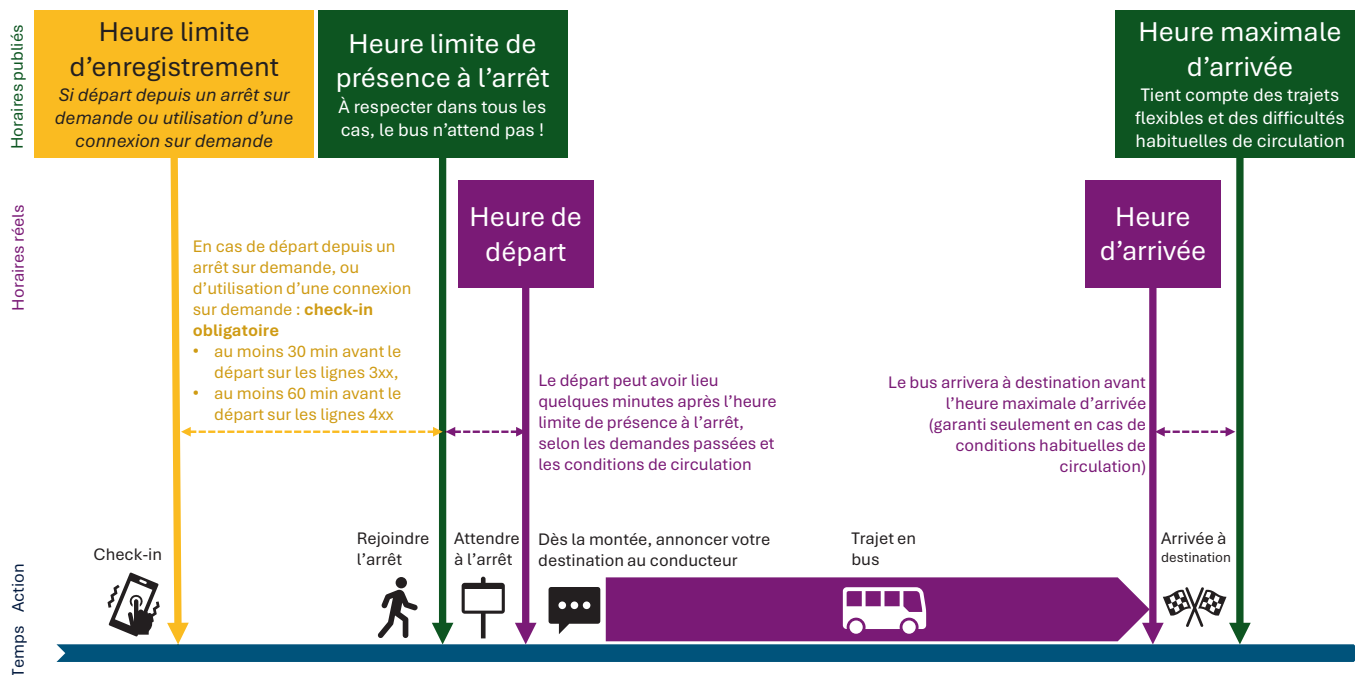 Horaires publiés
Heure limite
d’enregistrement
Si départ depuis un arrêt sur
demande ou utilisation d’une
connexion sur demande
Heure limite de
présence à l’arrêt
À respecter dans tous les
cas, le bus n’attend pas !
Heure maximale
d’arrivée
Tient compte des trajets
flexibles et des difficultés
habituelles de circulation
Horaires réels
Heure de
départ
Heure
d’arrivée
En cas de départ depuis un
arrêt sur demande, ou
d’utilisation d’une connexion
sur demande : check-in
obligatoire
• au moins 30 min avant le
départ sur les lignes 3xx,
• au moins 60 min avant le
départ sur les lignes 4xx
Le départ peut avoir lieu
quelques minutes après l’heure
limite de présence à l’arrêt,
selon les demandes passées et
les conditions de circulation
Le bus arrivera à destination avant
l’heure maximale d’arrivée
(garanti seulement en cas de
conditions habituelles de
circulation)
Action
Check-in
Rejoindre
l’arrêt
Attendre
à l’arrêt
Dès la montée, annoncer votre
destination au conducteur
Trajet en
bus
Arrivée à
destination
Temps